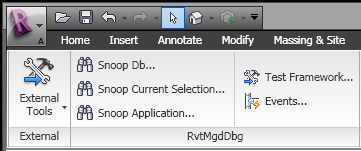 R
A
Home Insert Annotate Modify Massing & Site
Snoop Db...
Snoop Current Selection...
Snoop Application...
External Tools
Test Framework...
Events...
External
RvtMgdDbg